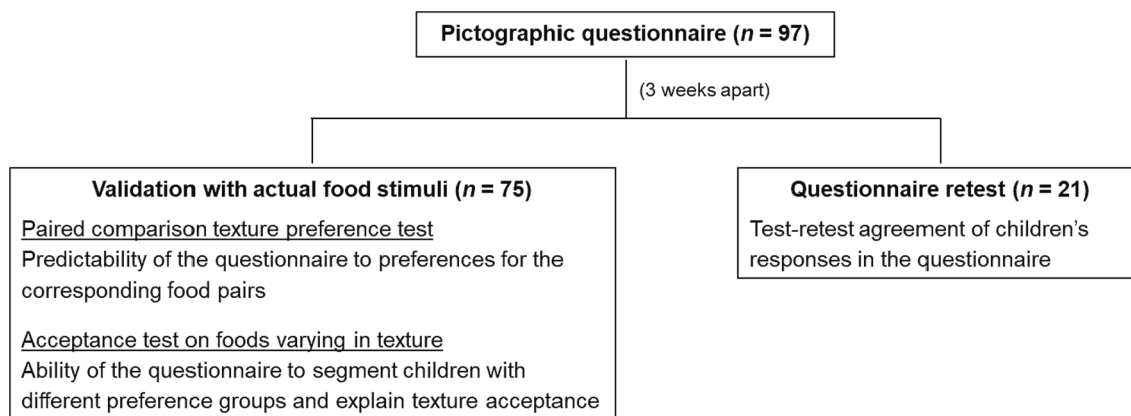 Pictographic questionnaire (n = 97)
(3 weeks apart)
Validation with actual food stimuli (n = 75)
Paired comparison texture preference test
Predictability of the questionnaire to preferences for the
corresponding food pairs
Acceptance test on foods varying in texture
Ability of the questionnaire to segment children with
different preference groups and explain texture acceptance
Questionnaire retest (n = 21)
Test-retest agreement of children's
responses in the questionnaire